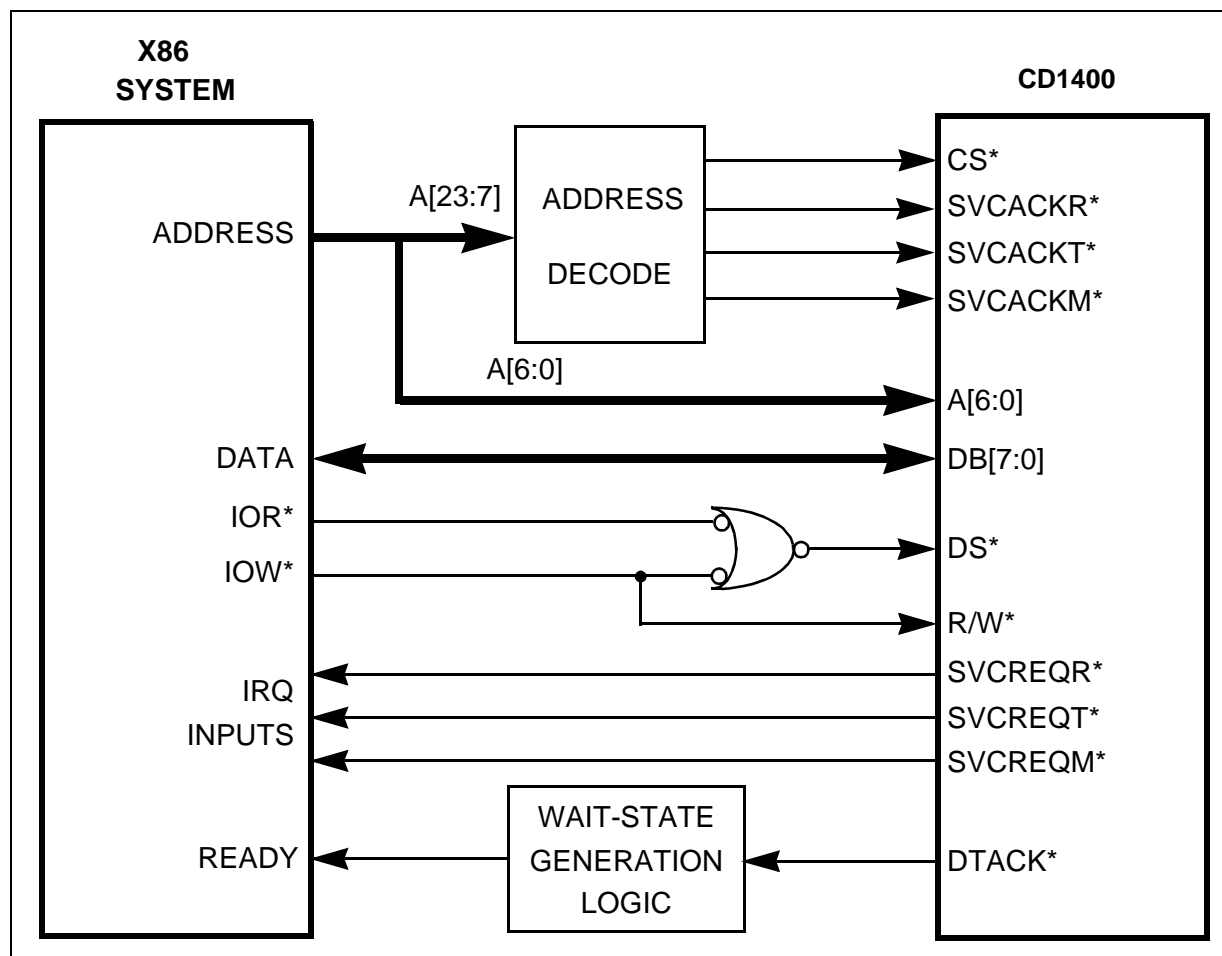 X86
SYSTEM
CD1400
ADDRESS
A[23:7]
ADDRESS
DECODE
CS*
SVCACKR*
SVCACKT*
SVCACKM*
A[6:0]
A[6:0]
DATA
DB[7:0]
IOR*
IOW*
DS*
R/W*
IRQ
INPUTS
SVCREQR*
SVCREQT*
SVCREQM*
READY
WAIT-STATE
GENERATION
LOGIC
DTACK*